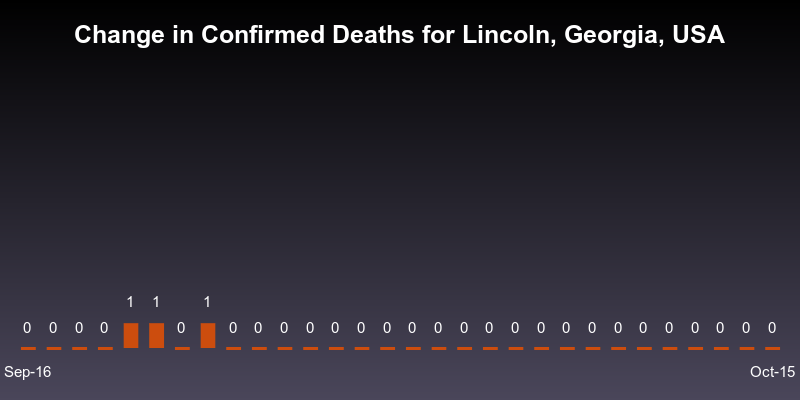 Change in Confirmed Deaths for Lincoln, Georgia, USA
1 1 1
0 0 0 0 0 0 0 0 0 0 0 0 0 0 0 0 0 0 0 0 0 0 0 0 0 0 0
Sep-16 Oct-15